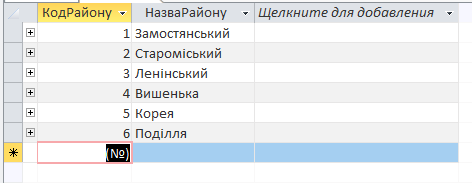 КодРайону НазваРайону Щелкните для добавления
1 Замостянський
2 Староміський
3 Ленінський
4 Вишенька
5 Корея
6 Поділля
(№)